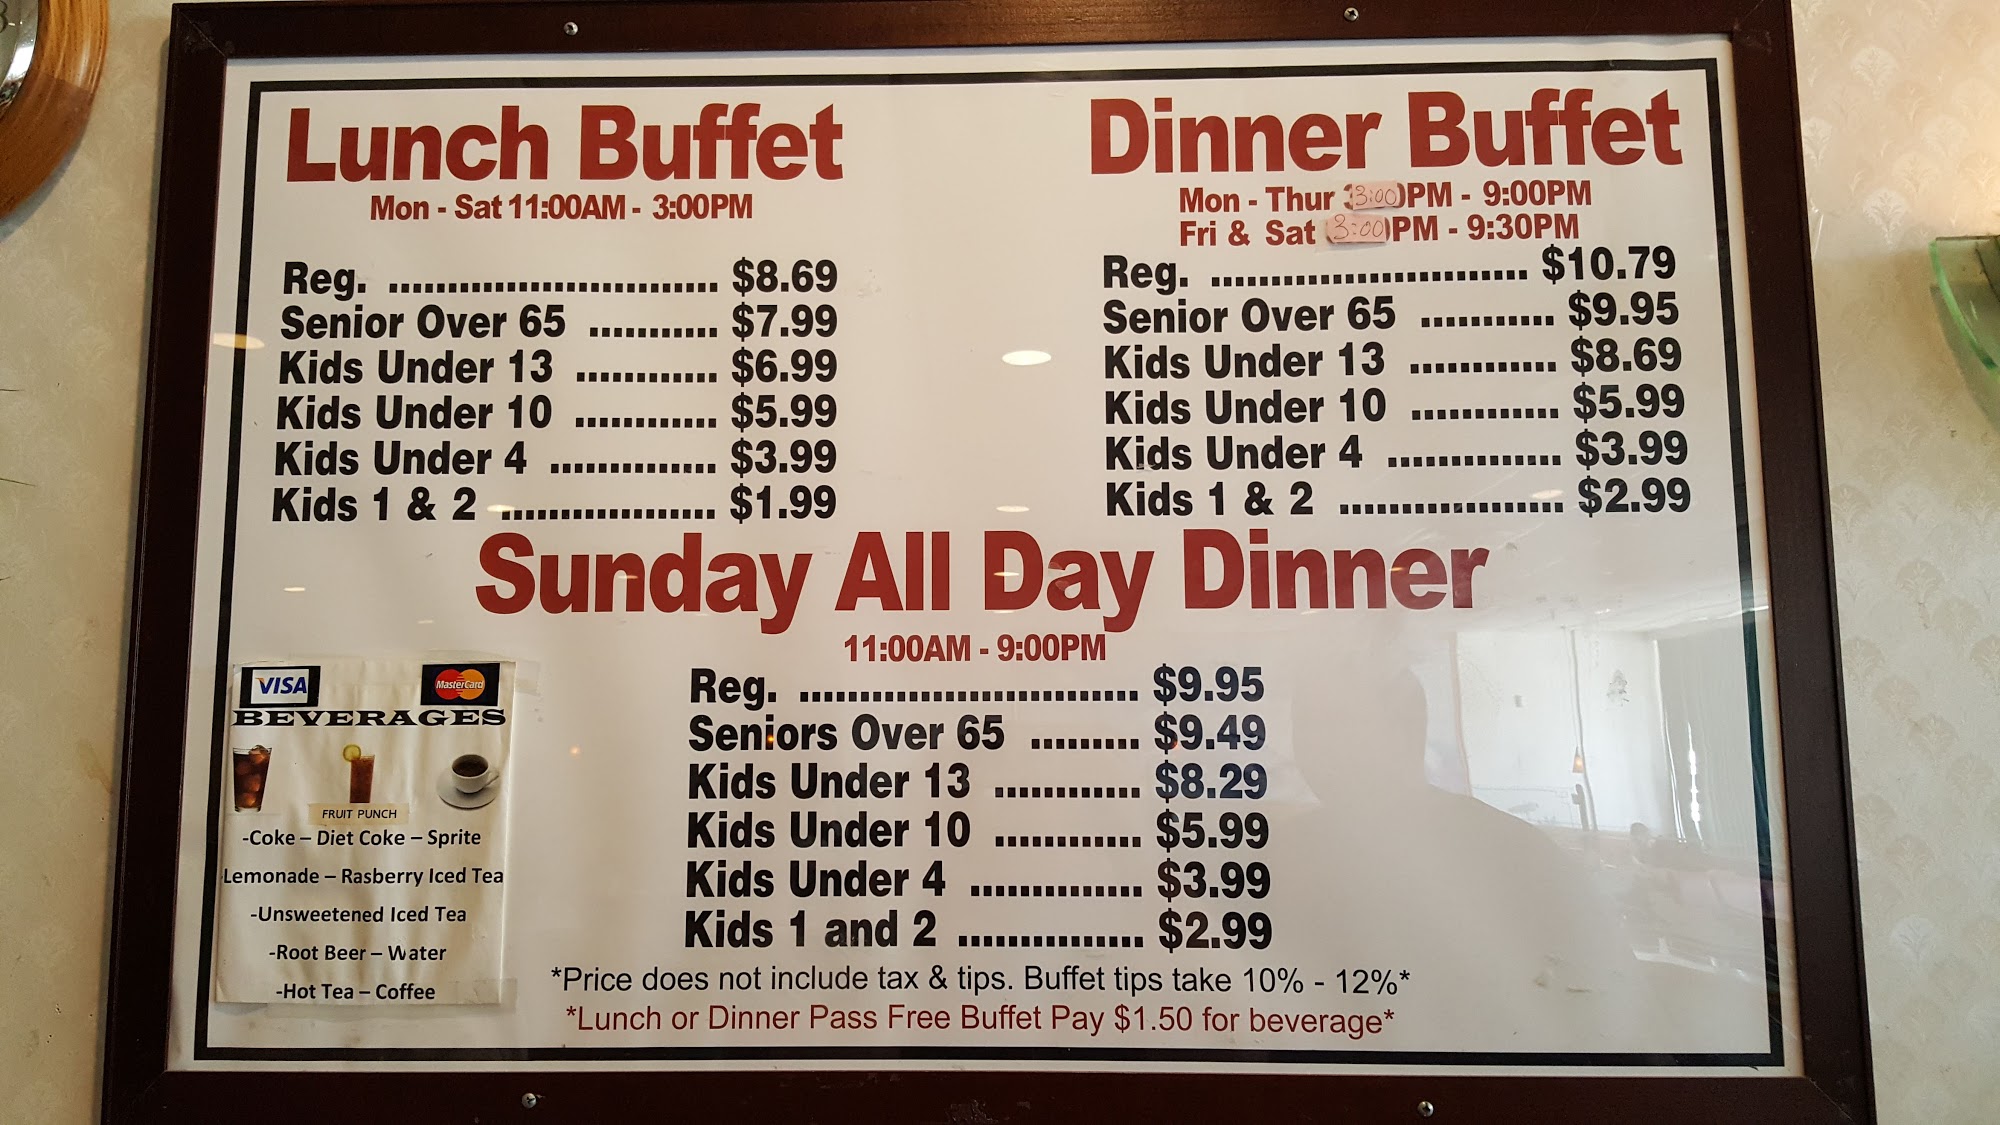 Lunch Buffet
Mon - Sat 11:00AM - 3:00PM
Reg. ............................ $8.69
Senior Over 65 ........... $7.99
Kids Under 13 ............ $6.99
Kids Under 10 ............ $5.99
Kids Under 4 .............. $3.99
Kids 1 & 2 .................. $1.99
Dinner Buffet
Mon - Thur 3:00PM - 9:00PM
Fri & Sat 3:00PM - 9:30PM
Reg. .......................... $10.79
Senior Over 65 ........... $9.95
Kids Under 13 ............ $8.69
Kids Under 10 ............ $5.99
Kids Under 4 .............. $3.99
Kids 1 & 2 .................. $2.99
Sunday All Day Dinner
11:00AM - 9:00PM
Reg. ............................ $9.95
Seniors Over 65 ......... $9.49
Kids Under 13 ............ $8.29
Kids Under 10 ............ $5.99
Kids Under 4 .............. $3.99
Kids 1 and 2 ............... $2.99
*Price does not include tax & tips. Buffet tips take 10% - 12%*
*Lunch or Dinner Pass Free Buffet Pay $1.50 for beverage*
VISA MasterCard
BEVERAGES
FRUIT PUNCH
-Coke – Diet Coke – Sprite
-Lemonade – Rasberry Iced Tea
-Unsweetened Iced Tea
-Root Beer – Water
-Hot Tea – Coffee